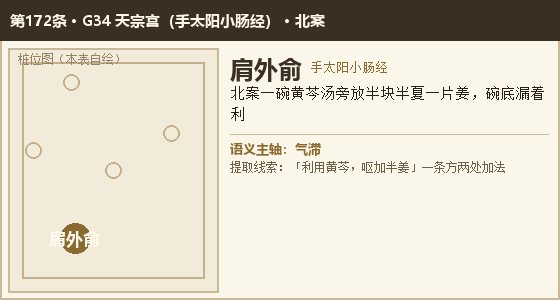 第172条·G34 天宗宫（手太阳小肠经）·北案
桩位图（本表自绘）
肩外俞
肩外俞 手太阳小肠经
北案一碗黄芩汤旁放半块半夏一片姜，碗底漏着
利
语义主轴：气滞
提取线索：「利用黄芩，呕加半姜」一条方两处加法